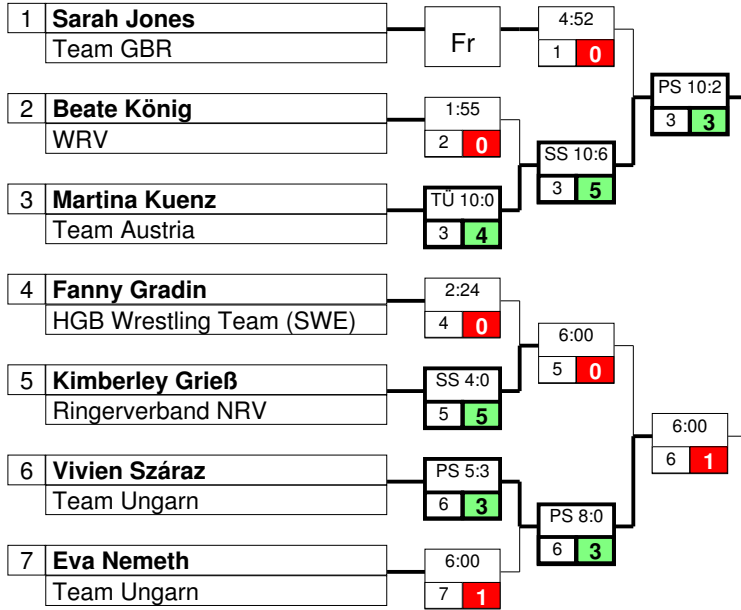 1 Sarah Jones
Team GBR
Fr
4:52
1 0
PS 10:2
3 3
2 Beate König
WRV
1:55
2 0
SS 10:6
3 5
3 Martina Kuenz
Team Austria
TÜ 10:0
3 4
4 Fanny Gradin
HGB Wrestling Team (SWE)
2:24
4 0
6:00
5 0
5 Kimberley Grieß
Ringerverband NRV
SS 4:0
5 5
6:00
6 1
6 Vivien Száraz
Team Ungarn
PS 5:3
6 3
PS 8:0
6 3
7 Eva Nemeth
Team Ungarn
6:00
7 1